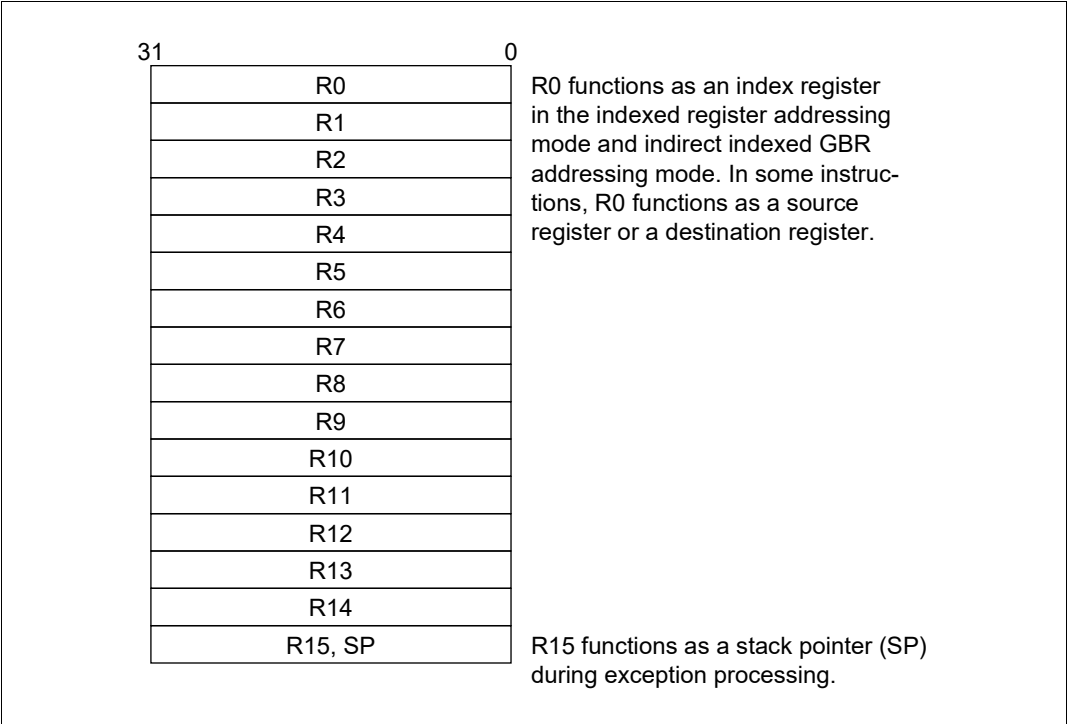 31 0
R0
R1
R2
R3
R4
R5
R6
R7
R8
R9
R10
R11
R12
R13
R14
R15, SP
R0 functions as an index register
in the indexed register addressing
mode and indirect indexed GBR
addressing mode. In some instruc-
tions, R0 functions as a source
register or a destination register.
R15 functions as a stack pointer (SP)
during exception processing.